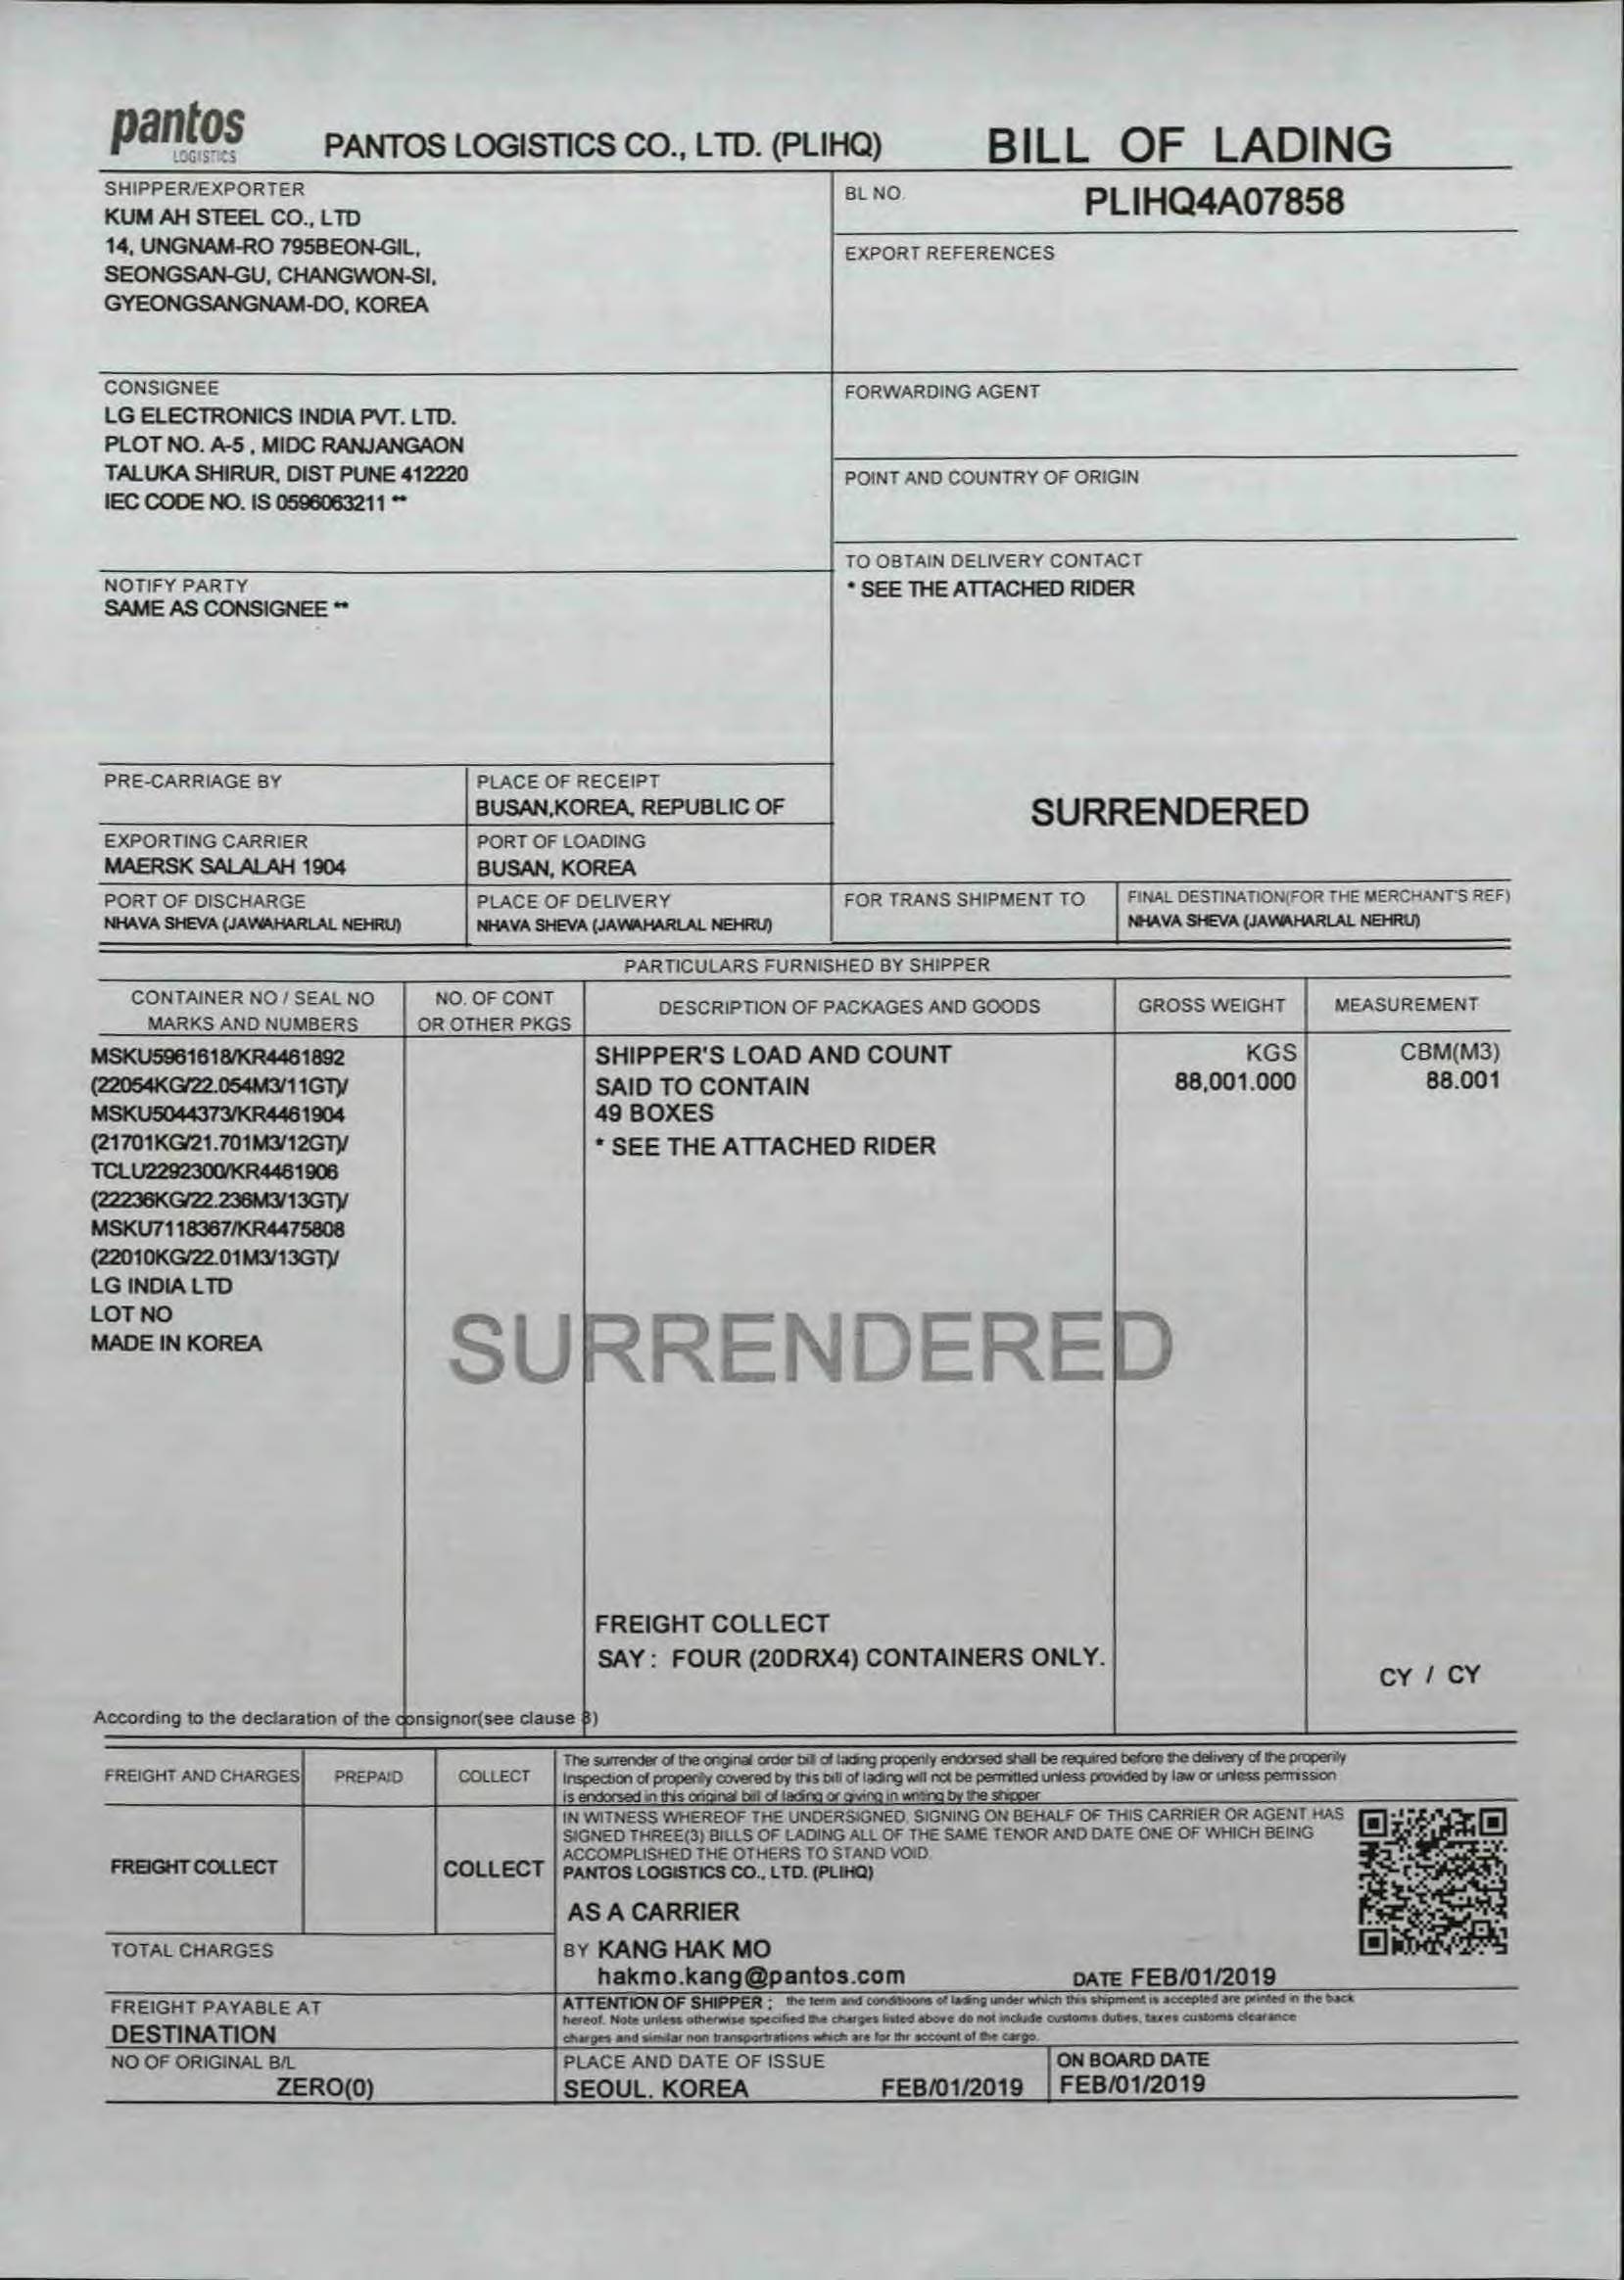 pantos
LOGISTICS
PANTOS LOGISTICS CO., LTD. (PLIHQ)
BILL OF LADING
SHIPPER/EXPORTER
KUM AH STEEL CO., LTD
14, UNGNAM-RO 795BEON-GIL,
SEONGSAN-GU, CHANGWON-SI,
GYEONGSANGNAM-DO, KOREA
BL NO.
PLIHQ4A07858
EXPORT REFERENCES
CONSIGNEE
LG ELECTRONICS INDIA PVT. LTD.
PLOT NO. A-5 , MIDC RANJANGAON
TALUKA SHIRUR, DIST PUNE 412220
IEC CODE NO. IS 0596063211 **
FORWARDING AGENT
POINT AND COUNTRY OF ORIGIN
TO OBTAIN DELIVERY CONTACT
* SEE THE ATTACHED RIDER
NOTIFY PARTY
SAME AS CONSIGNEE **
PRE-CARRIAGE BY
PLACE OF RECEIPT
BUSAN,KOREA, REPUBLIC OF
SURRENDERED
EXPORTING CARRIER
MAERSK SALALAH 1904
PORT OF LOADING
BUSAN, KOREA
PORT OF DISCHARGE
NHAVA SHEVA (JAWAHARLAL NEHRU)
PLACE OF DELIVERY
NHAVA SHEVA (JAWAHARLAL NEHRU)
FOR TRANS SHIPMENT TO
FINAL DESTINATION(FOR THE MERCHANT'S REF)
NHAVA SHEVA (JAWAHARLAL NEHRU)
PARTICULARS FURNISHED BY SHIPPER
CONTAINER NO / SEAL NO
MARKS AND NUMBERS
NO. OF CONT
OR OTHER PKGS
DESCRIPTION OF PACKAGES AND GOODS
GROSS WEIGHT
MEASUREMENT
MSKU5961618/KR4461892
(22054KG/22.054M3/11GT)/
MSKU5044373/KR4461904
(21701KG/21.701M3/12GT)/
TCLU2292300/KR4461906
(22236KG/22.236M3/13GT)/
MSKU7118367/KR4475808
(22010KG/22.01M3/13GT)/
LG INDIA LTD
LOT NO
MADE IN KOREA
SHIPPER'S LOAD AND COUNT
SAID TO CONTAIN
49 BOXES
* SEE THE ATTACHED RIDER
KGS
88,001.000
CBM(M3)
88.001
SURRENDERED
FREIGHT COLLECT
SAY : FOUR (20DRX4) CONTAINERS ONLY.
CY / CY
According to the declaration of the consignor(see clause 3)
FREIGHT AND CHARGES
PREPAID
COLLECT
The surrender of the original order bill of lading properly endorsed shall be required before the delivery of the properily
Inspection of properily covered by this bill of lading will not be permitted unless provided by law or unless permission
is endorsed in this original bill of lading or giving in writing by the shipper
FREIGHT COLLECT
COLLECT
IN WITNESS WHEREOF THE UNDERSIGNED, SIGNING ON BEHALF OF THIS CARRIER OR AGENT HAS
SIGNED THREE(3) BILLS OF LADING ALL OF THE SAME TENOR AND DATE ONE OF WHICH BEING
ACCOMPLISHED THE OTHERS TO STAND VOID.
PANTOS LOGISTICS CO., LTD. (PLIHQ)
AS A CARRIER
TOTAL CHARGES
BY KANG HAK MO
hakmo.kang@pantos.com
DATE FEB/01/2019
FREIGHT PAYABLE AT
DESTINATION
ATTENTION OF SHIPPER ; the term and conditioons of lading under which this shipment is accepted are printed in the back
hereof. Note unless otherwise specified the charges listed above do not include customs duties, taxes customs clearance
charges and similar non transportrations which are for thr account of the cargo.
NO OF ORIGINAL B/L
ZERO(0)
PLACE AND DATE OF ISSUE
SEOUL. KOREA
FEB/01/2019
ON BOARD DATE
FEB/01/2019